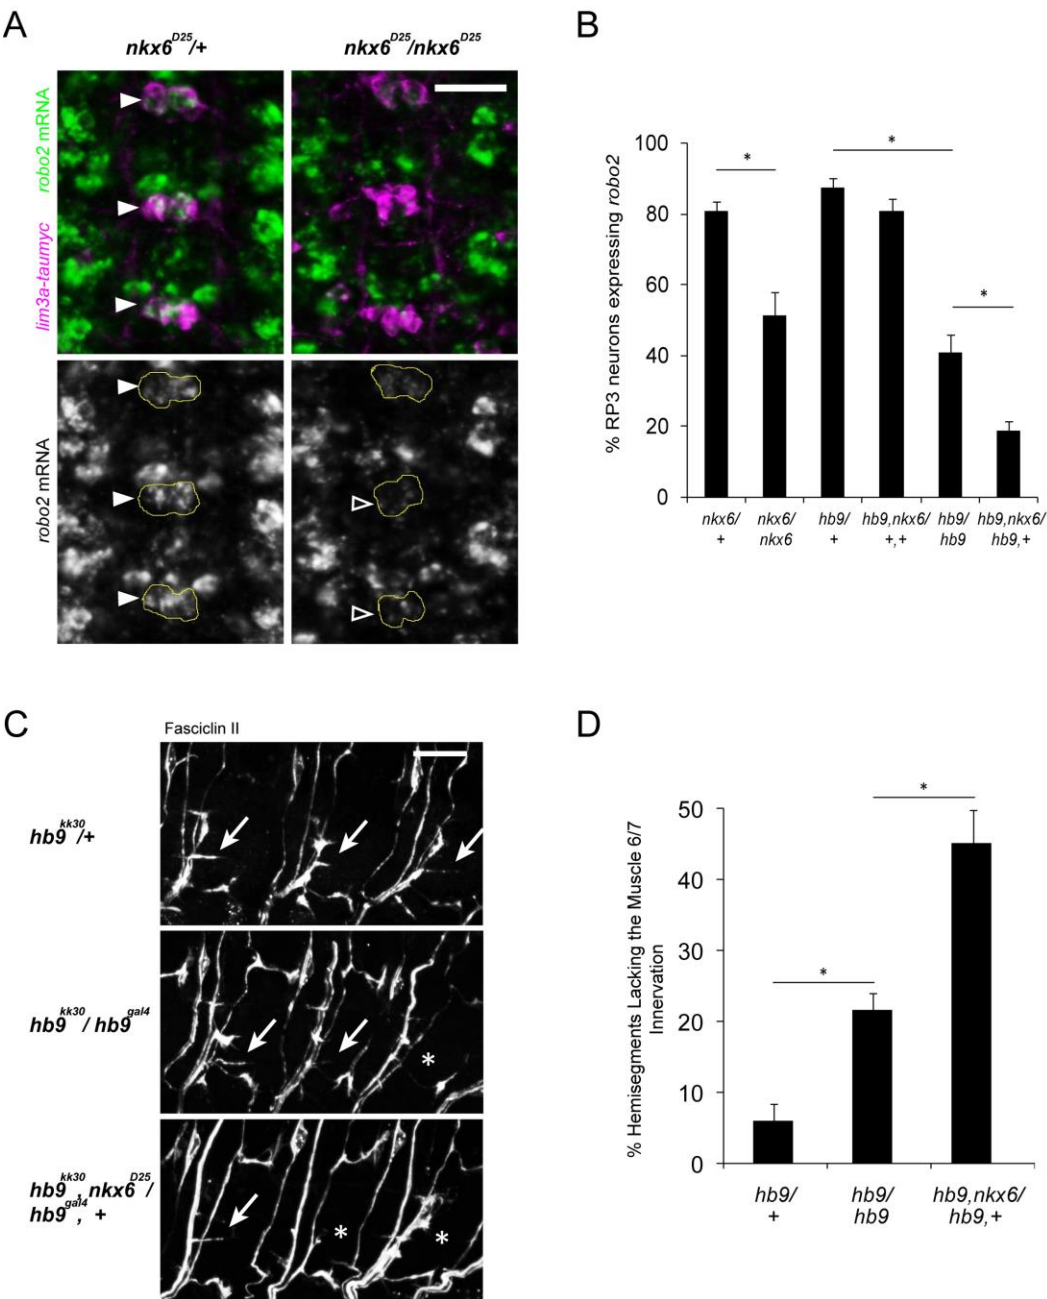 A
nkx6D25/+
nkx6D25/nkx6D25
robo2 mRNA
lim3a-taumyc
robo2 mRNA
B
% RP3 neurons expressing robo2
100
80
60
40
20
0
*
*
*
nkx6/
+
nkx6/
nkx6
hb9/
+
hb9,nkx6/
+,+
hb9/
hb9
hb9,nkx6/
hb9,+
C
Fasciclin II
hb9kk30/+
hb9kk30/hb9gal4
hb9kk30, nkx6D25/
hb9gal4, +
*
*
*
D
% Hemisegments Lacking the Muscle 6/7
Innervation
50
40
30
20
10
0
*
*
hb9/
+
hb9/
hb9
hb9,nkx6/
hb9,+